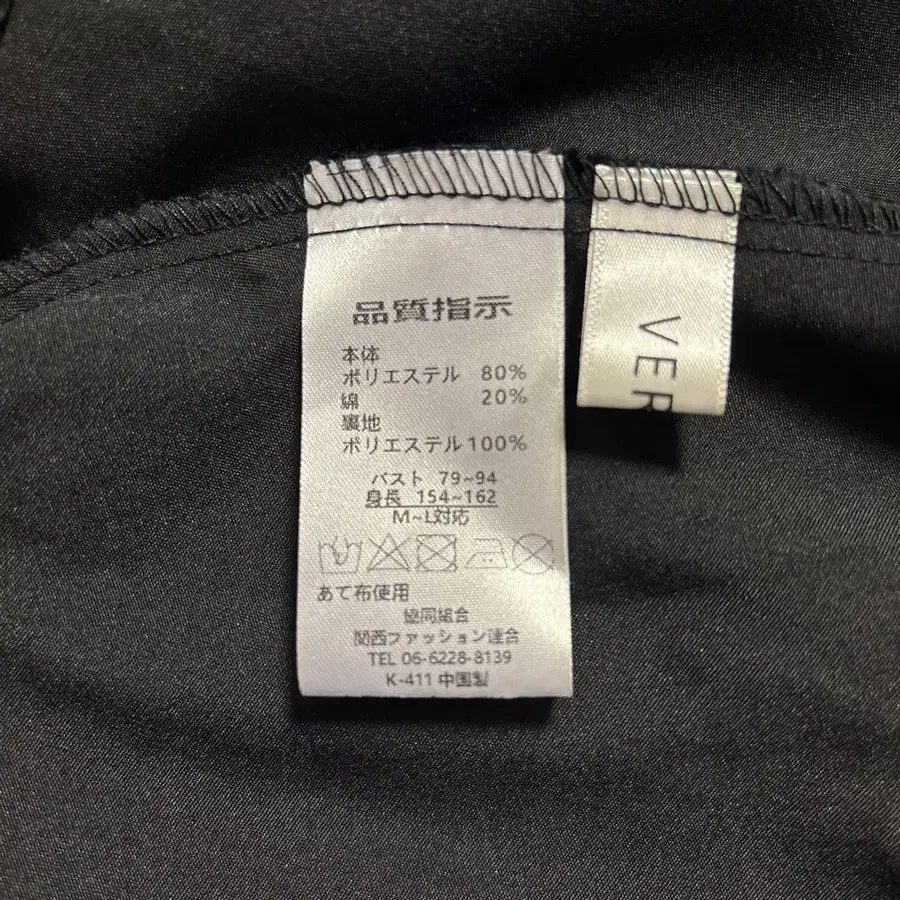 品質指示
本体
ポリエステル 80%
綿 20%
裏地
ポリエステル 100%
バスト 79~94
身長 154~162
M~L対応
あて布使用
協同組合
関西ファッション連合
TEL 06-6228-8139
K-411 中国製
VER